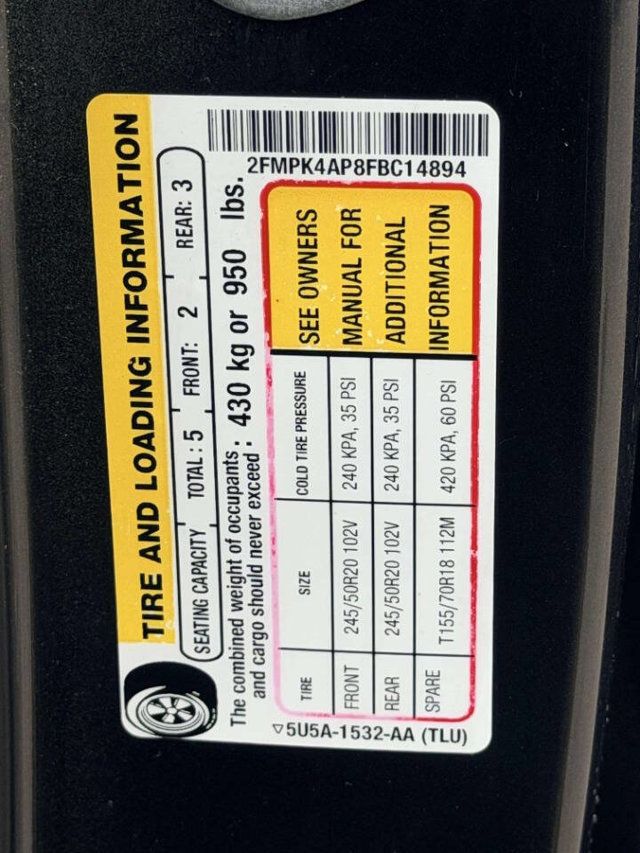 TIRE AND LOADING INFORMATION
SEATING CAPACITY TOTAL : 5 FRONT: 2 REAR: 3
The combined weight of occupants : 430 kg or 950 lbs.
and cargo should never exceed :
TIRE SIZE COLD TIRE PRESSURE
FRONT 245/50R20 102V 240 KPA, 35 PSI
REAR 245/50R20 102V 240 KPA, 35 PSI
SPARE T155/70R18 112M 420 KPA, 60 PSI
SEE OWNERS
MANUAL FOR
ADDITIONAL
INFORMATION
▽5U5A-1532-AA (TLU)
2FMPK4AP8FBC14894